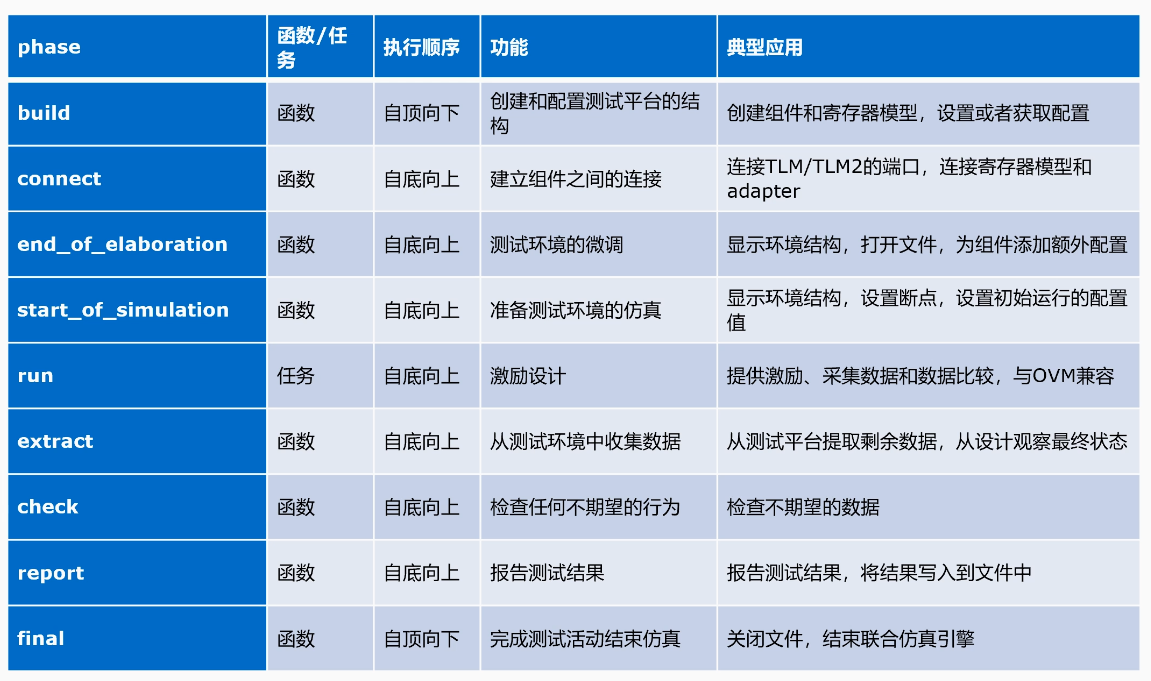 phase
函数/任
务
执行顺序
功能
典型应用
build
函数
自顶向下
创建和配置测试平台的结
构
创建组件和寄存器模型，设置或者获取配置
connect
函数
自底向上
建立组件之间的连接
连接TLM/TLM2的端口，连接寄存器模型和
adapter
end_of_elaboration
函数
自底向上
测试环境的微调
显示环境结构，打开文件，为组件添加额外配置
start_of_simulation
函数
自底向上
准备测试环境的仿真
显示环境结构，设置断点，设置初始运行的配置
值
run
任务
自底向上
激励设计
提供激励、采集数据和数据比较，与OVM兼容
extract
函数
自底向上
从测试环境中收集数据
从测试平台提取剩余数据，从设计观察最终状态
check
函数
自底向上
检查任何不期望的行为
检查不期望的数据
report
函数
自底向上
报告测试结果
报告测试结果，将结果写入到文件中
final
函数
自顶向下
完成测试活动结束仿真
关闭文件，结束联合仿真引擎